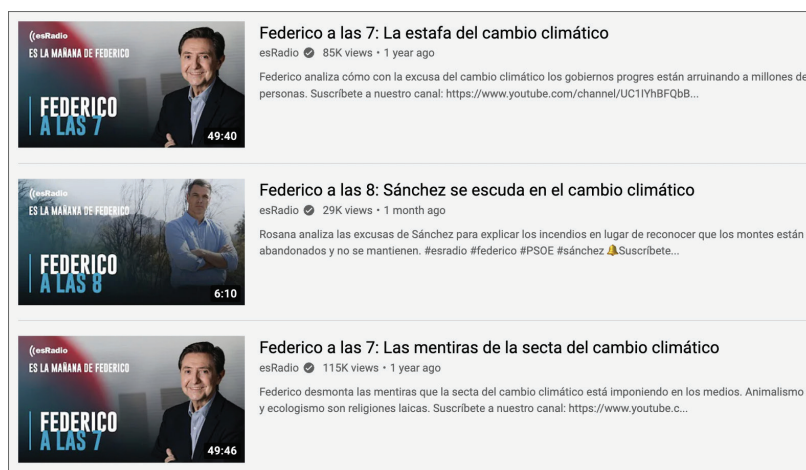 ((esRadio
ES LA MAÑANA DE FEDERICO
FEDERICO
A LAS 7
49:40
Federico a las 7: La estafa del cambio climático
esRadio 85K views • 1 year ago
Federico analiza cómo con la excusa del cambio climático los gobiernos progres están arruinando a millones de
personas. Suscríbete a nuestro canal: https://www.youtube.com/channel/UC1IYhBFQbB...
((esRadio
ES LA MAÑANA DE FEDERICO
FEDERICO
A LAS 8
6:10
Federico a las 8: Sánchez se escuda en el cambio climático
esRadio 29K views • 1 month ago
Rosana analiza las excusas de Sánchez para explicar los incendios en lugar de reconocer que los montes están
abandonados y no se mantienen. #esradio #federico #PSOE #sánchez 🔔Suscríbete...
((esRadio
ES LA MAÑANA DE FEDERICO
FEDERICO
A LAS 7
49:46
Federico a las 7: Las mentiras de la secta del cambio climático
esRadio 115K views • 1 year ago
Federico desmonta las mentiras que la secta del cambio climático está imponiendo en los medios. Animalismo
y ecologismo son religiones laicas. Suscríbete a nuestro canal: https://www.youtube.c...